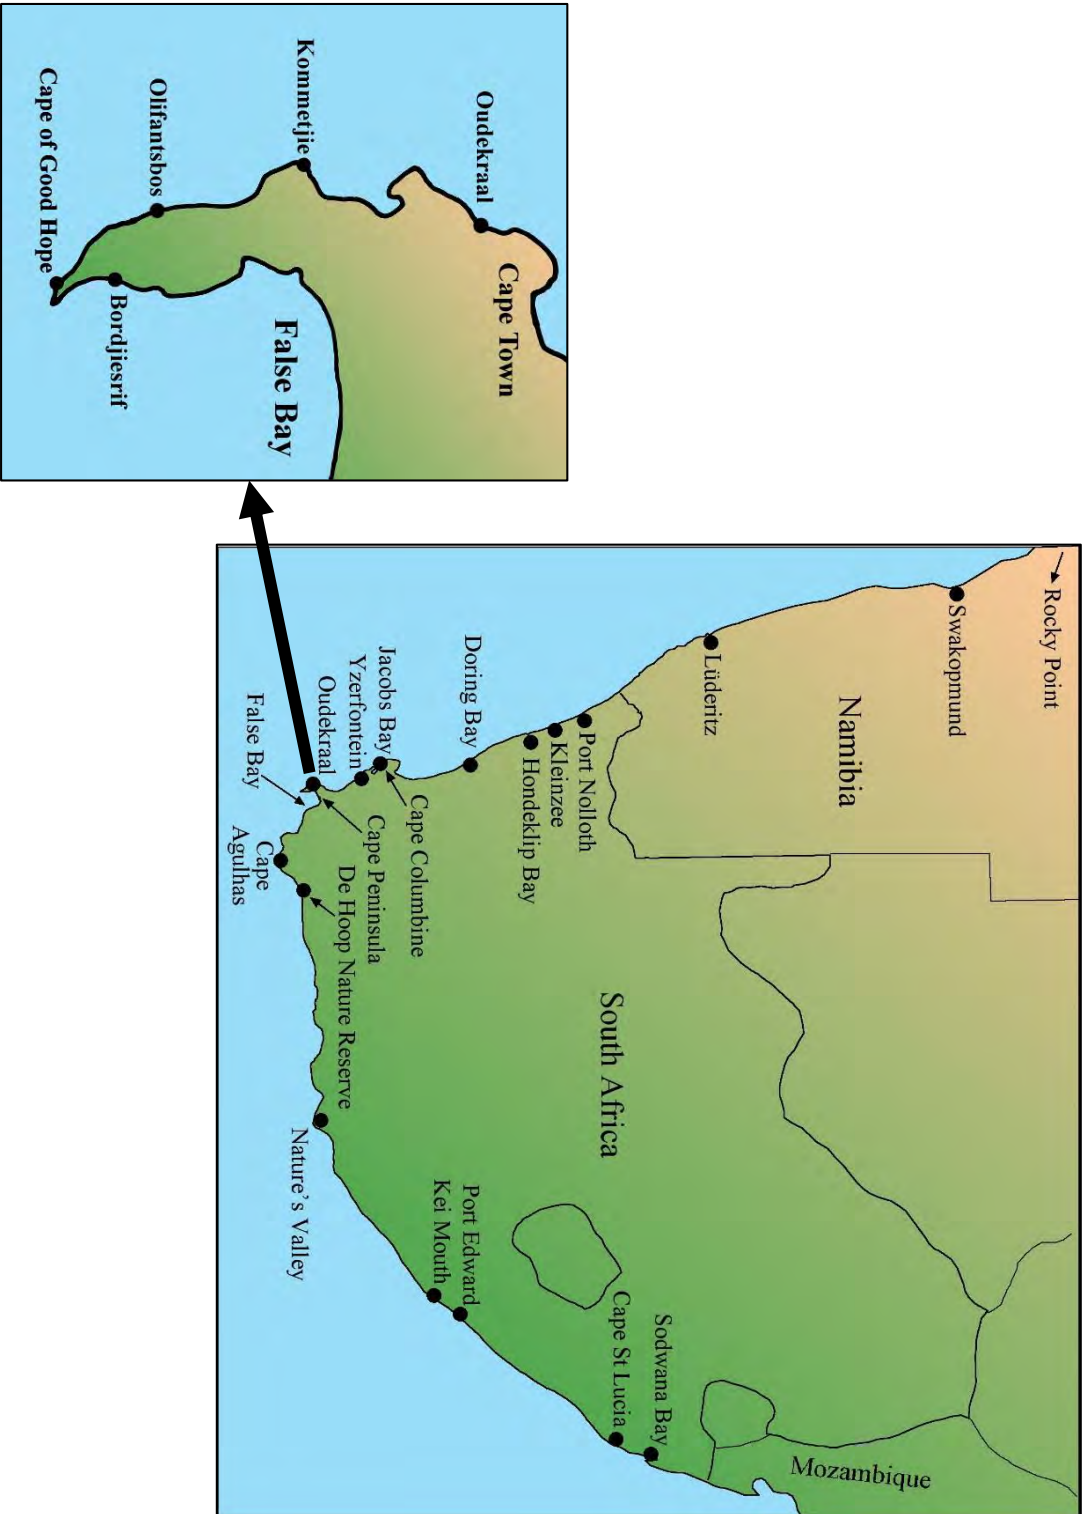 Kommetjie
Oudekraal
Olifantsbos
Cape of Good Hope
Cape Town
False Bay
Bordjiesrif
Rocky Point
Swakopmund
Lüderitz
Namibia
Port Nolloth
Kleinzee
Hondeklip Bay
Doring Bay
Jacobs Bay
Yzerfontein
Oudekraal
False Bay
Cape Columbine
Cape Peninsula
De Hoop Nature Reserve
Cape
Agulhas
South Africa
Nature's Valley
Port Edward
Kei Mouth
Cape St Lucia
Sodwana Bay
Mozambique